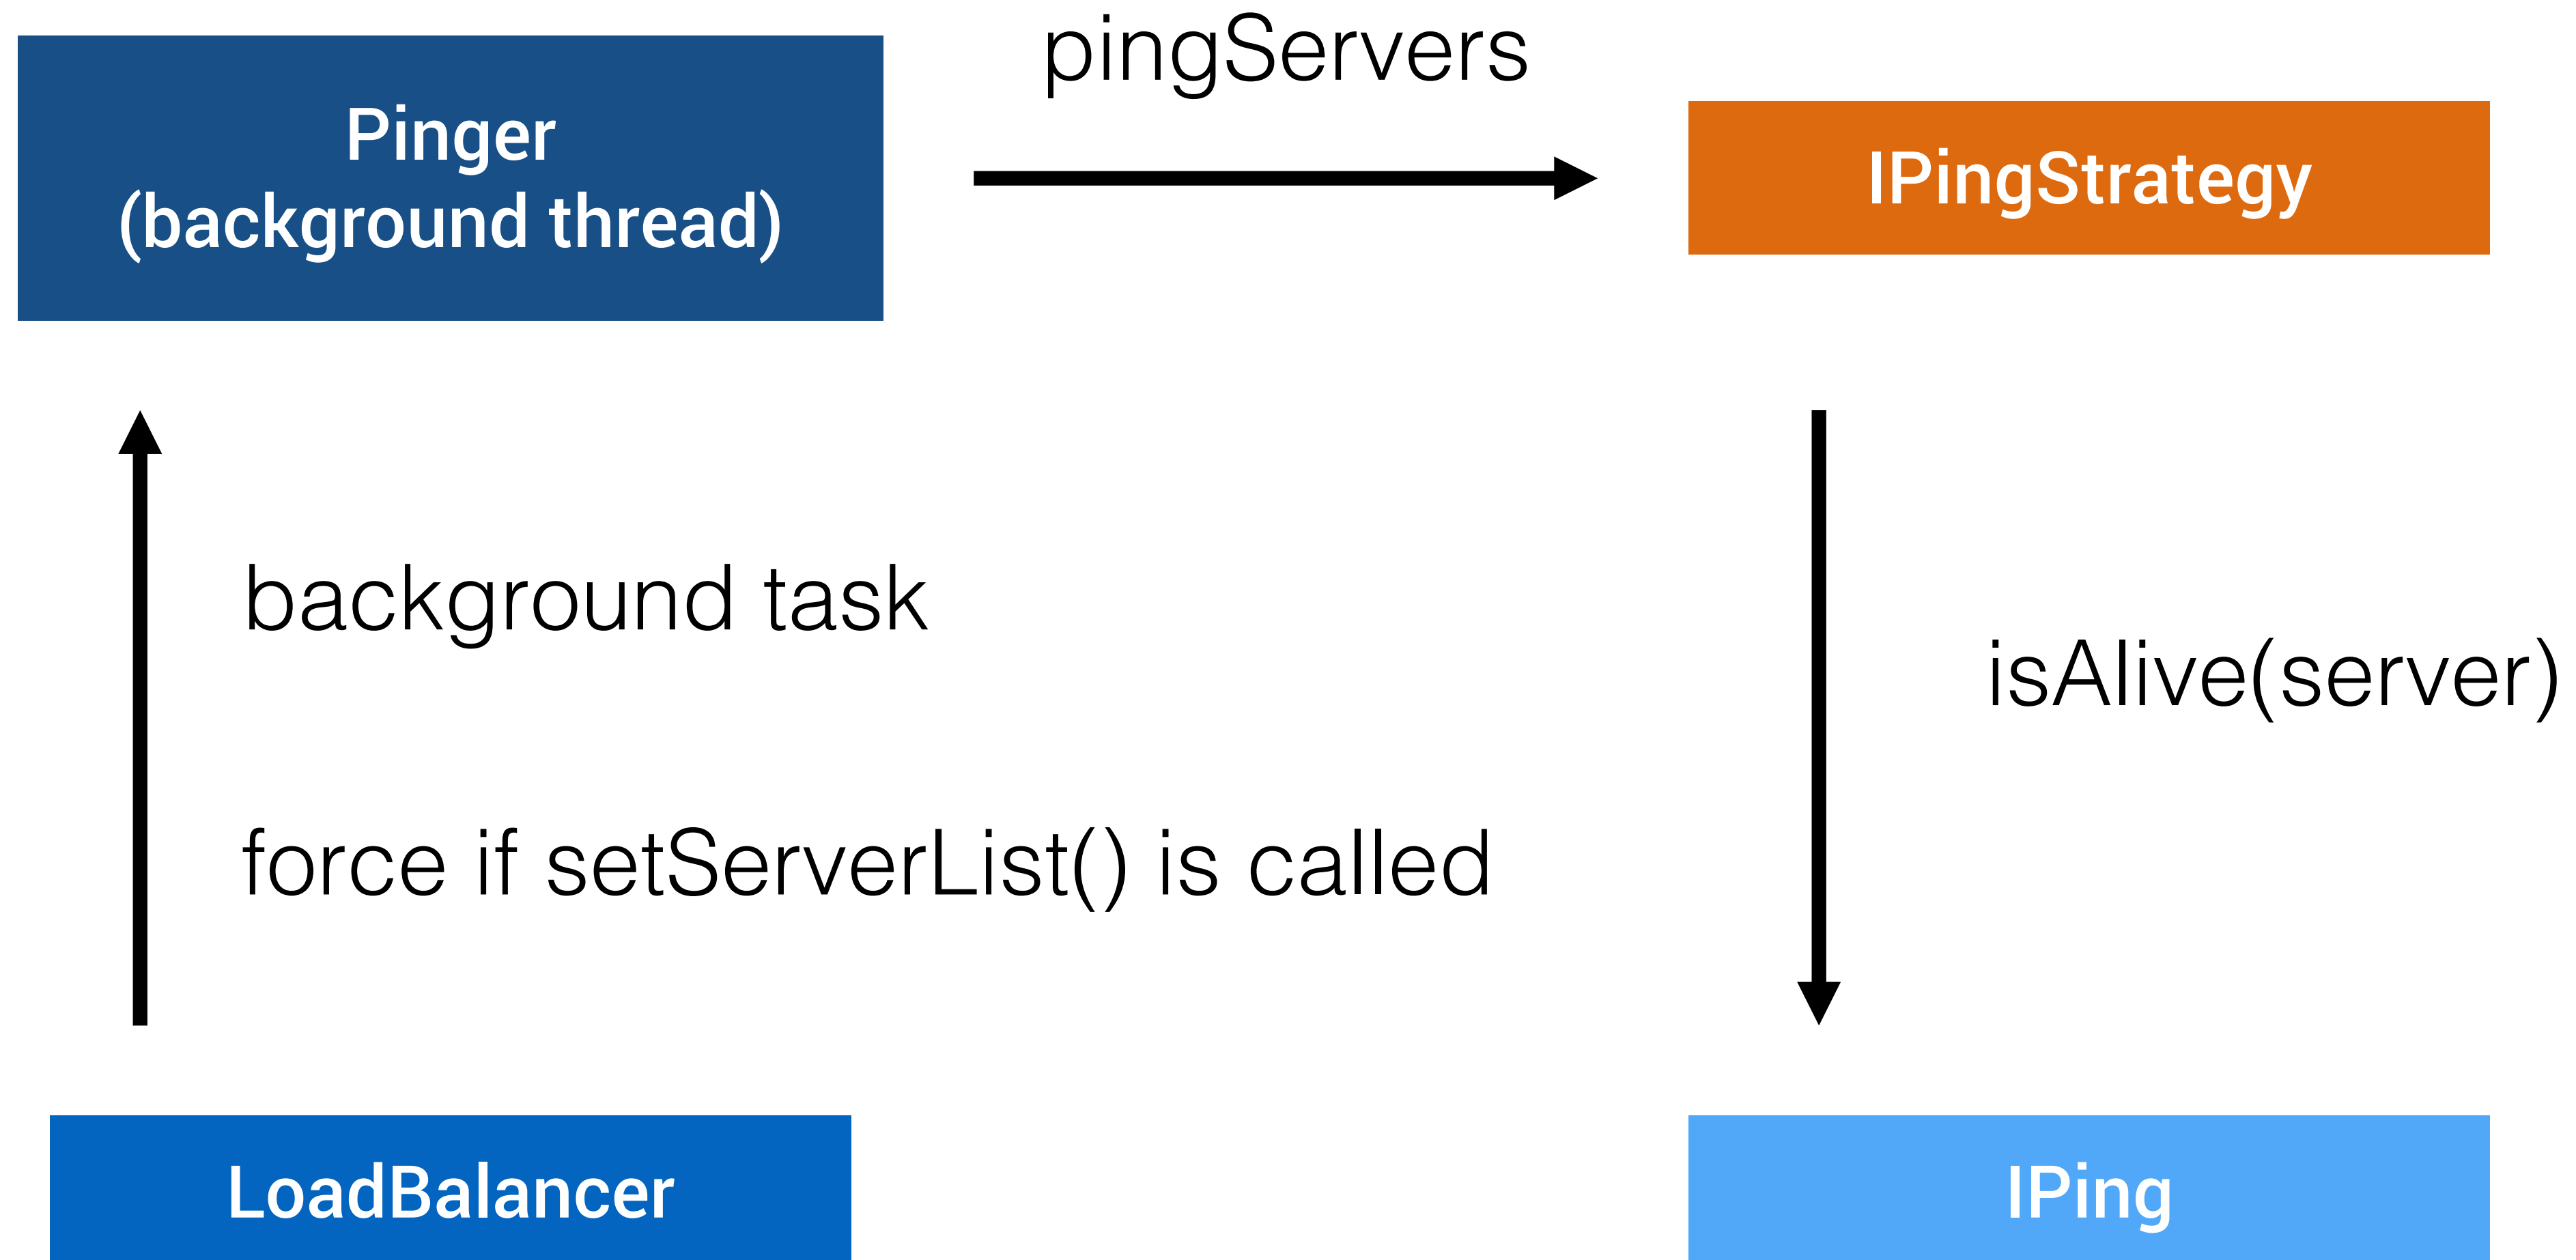 pingServers
Pinger
(background thread)
IPingStrategy
background task
isAlive(server)
force if setServerList() is called
LoadBalancer
IPing